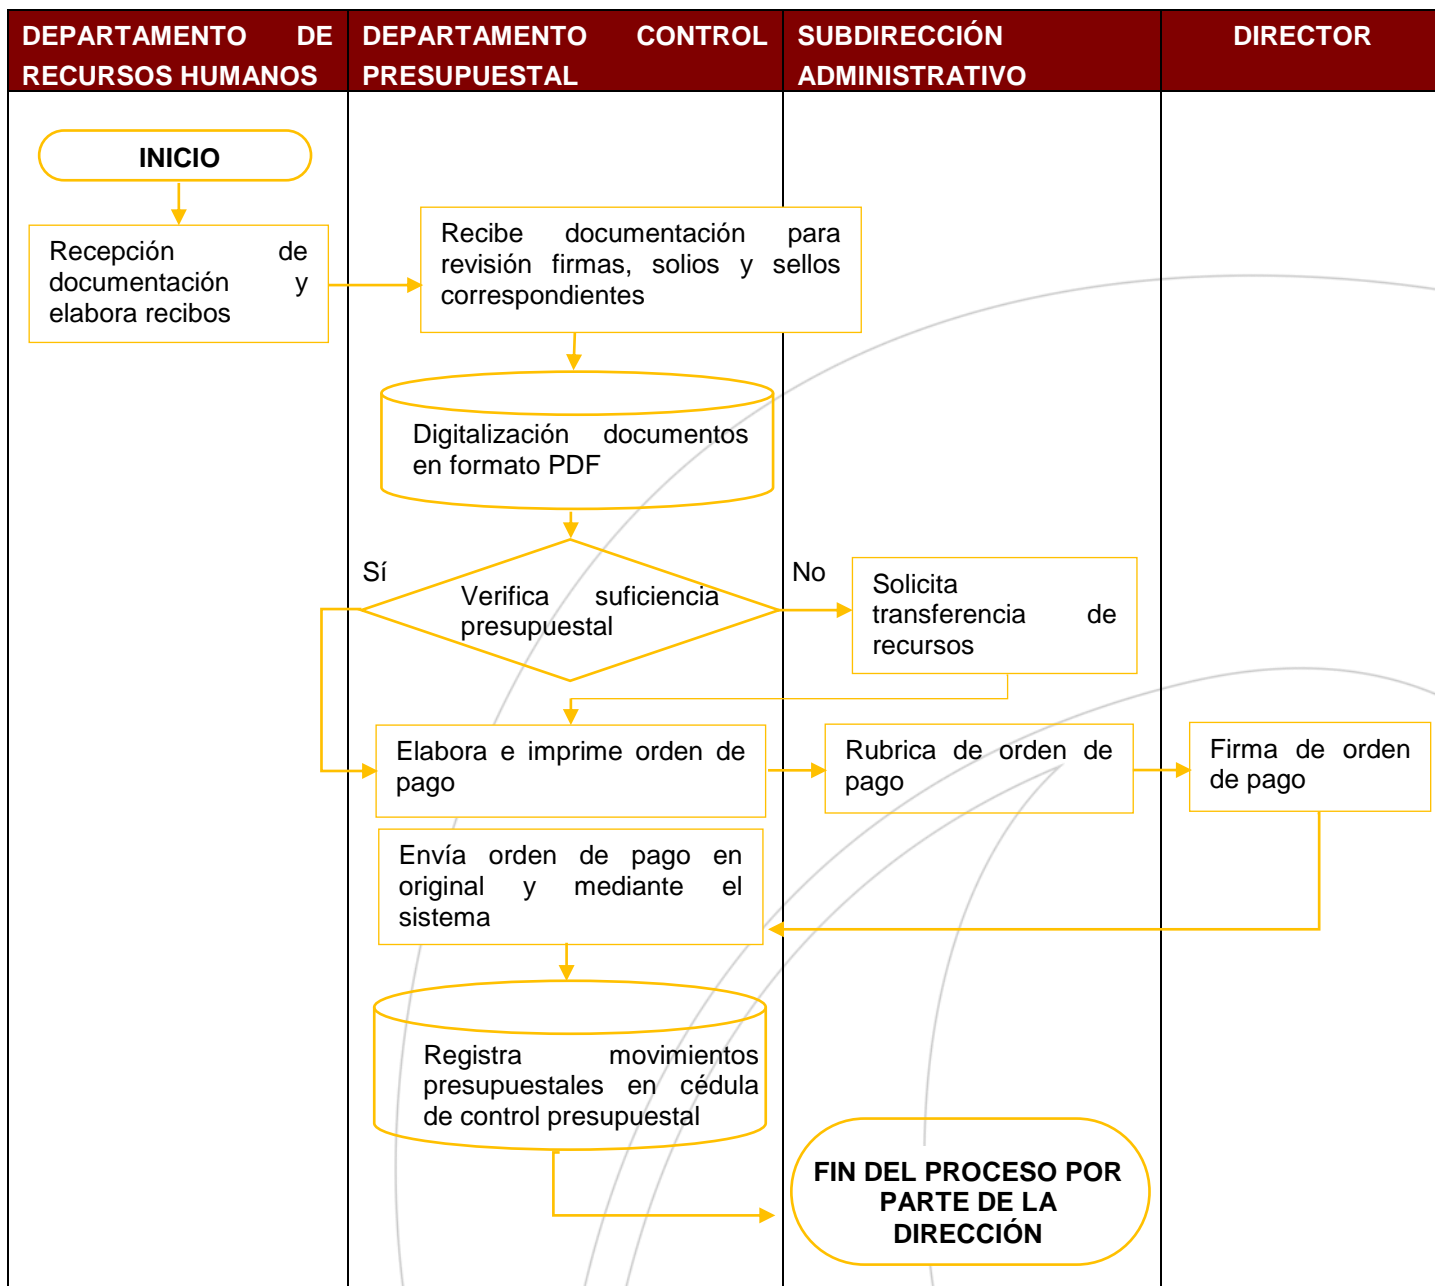 DEPARTAMENTO DE
RECURSOS HUMANOS
DEPARTAMENTO CONTROL
PRESUPUESTAL
SUBDIRECCIÓN
ADMINISTRATIVO
DIRECTOR
INICIO
Recepción de
documentación y
elabora recibos
Recibe documentación para
revisión firmas, solios y sellos
correspondientes
Digitalización documentos
en formato PDF
Sí
Verifica suficiencia
presupuestal
No
Solicita
transferencia de
recursos
Elabora e imprime orden de
pago
Rubrica de orden de
pago
Firma de orden
de pago
Envía orden de pago en
original y mediante el
sistema
Registra movimientos
presupuestales en cédula
de control presupuestal
FIN DEL PROCESO POR
PARTE DE LA
DIRECCIÓN